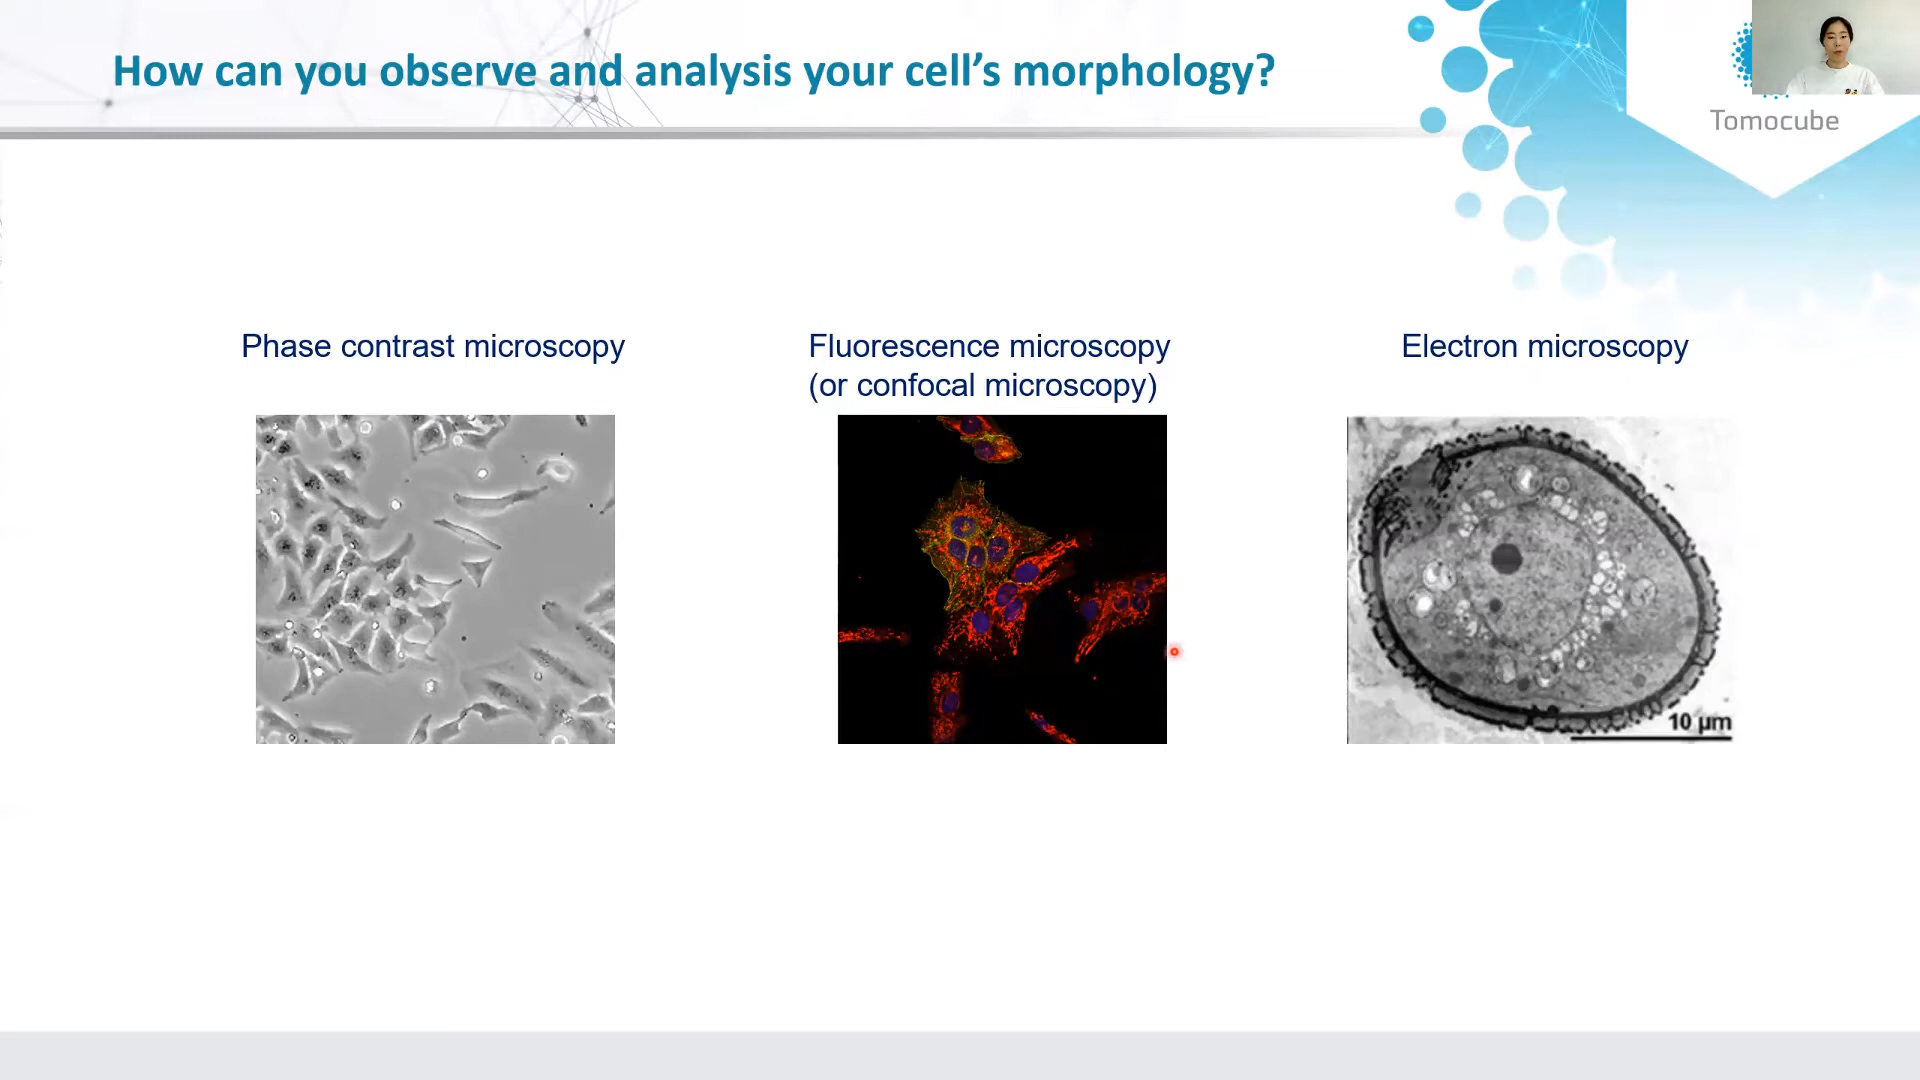 How can you observe and analysis your cell’s morphology?
Tomocube
Phase contrast microscopy
Fluorescence microscopy
(or confocal microscopy)
Electron microscopy
10 µm